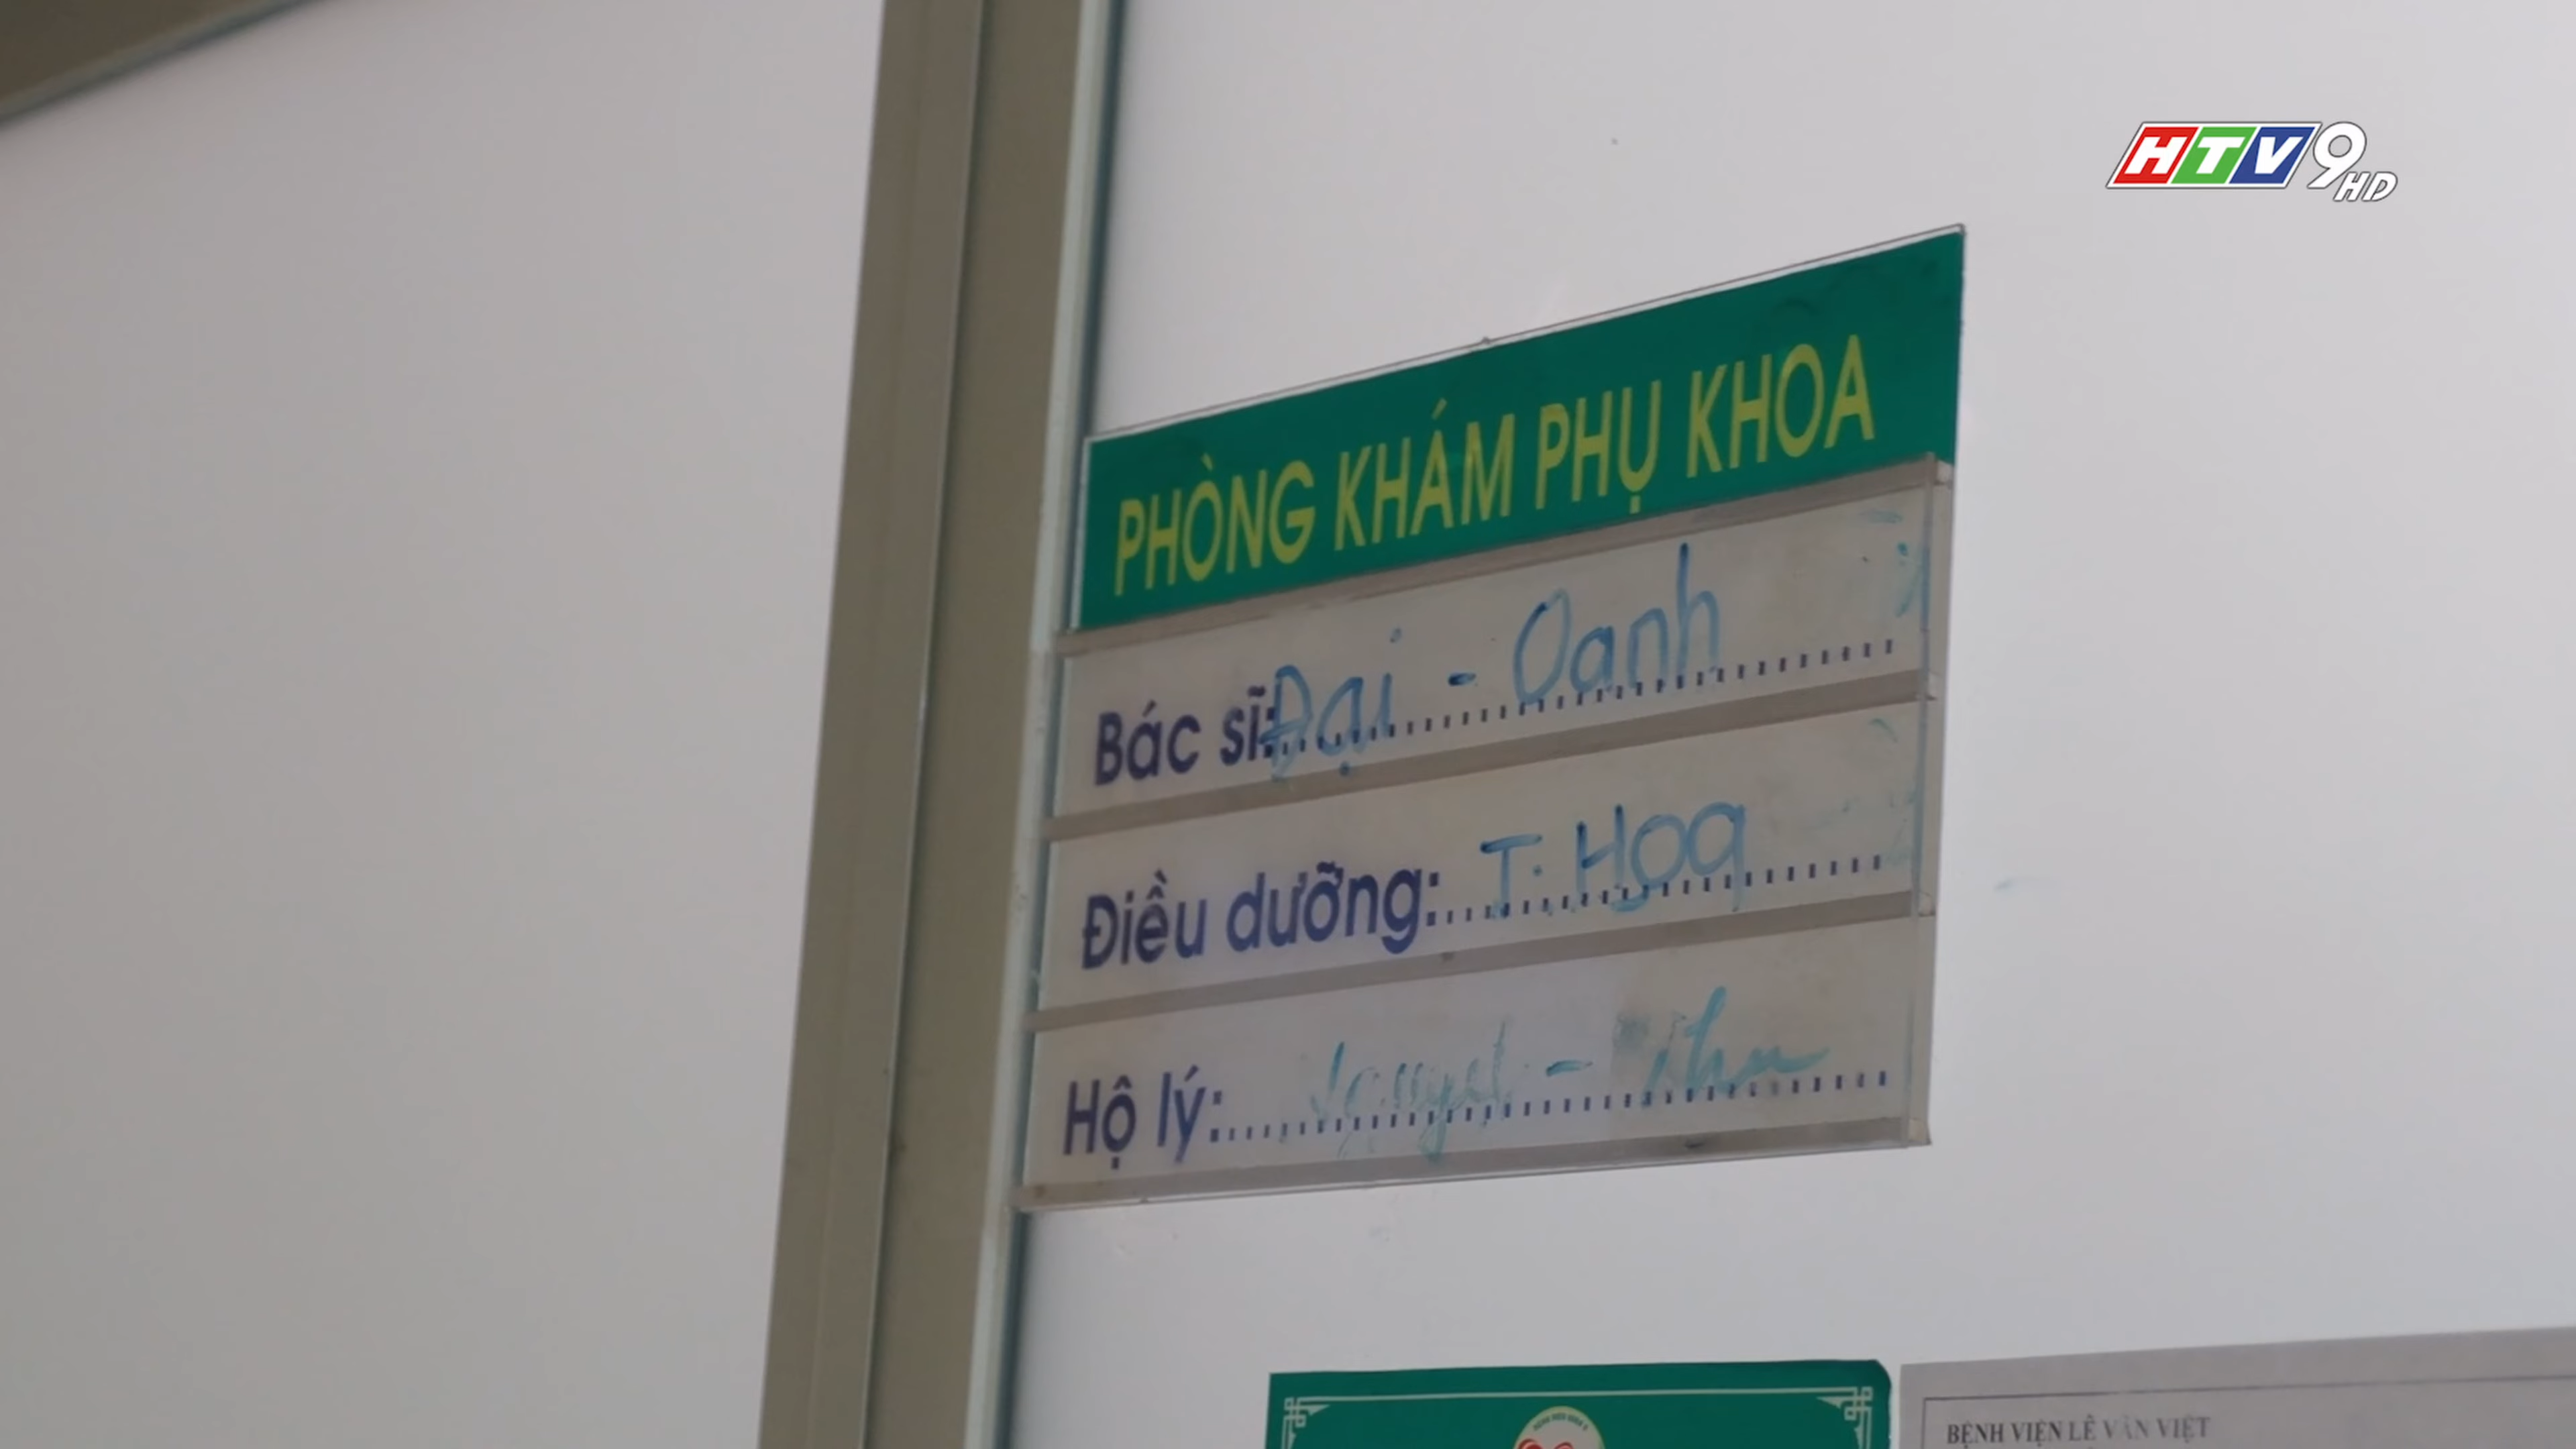 HTV9 HD
PHÒNG KHÁM PHỤ KHOA
Bác sĩ: Đại - Oanh
Điều dưỡng: T. Hoa
Hộ lý: - Thu
BỆNH VIỆN LÊ VĂN VIỆT